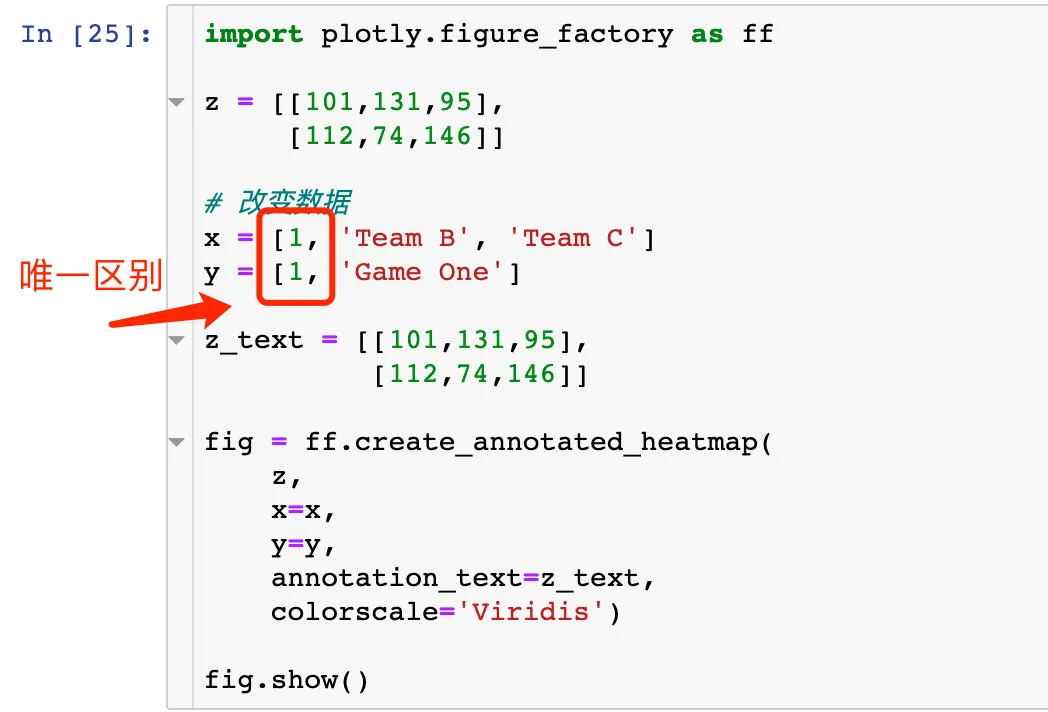 In [25]:
import plotly.figure_factory as ff
z = [[101,131,95],
[112,74,146]]
# 改变数据
x = [1, 'Team B', 'Team C']
唯一区别
y = [1, 'Game One']
z_text = [[101,131,95],
[112,74,146]]
fig = ff.create_annotated_heatmap(
z,
x=x,
y=y,
annotation_text=z_text,
colorscale='Viridis')
fig.show()